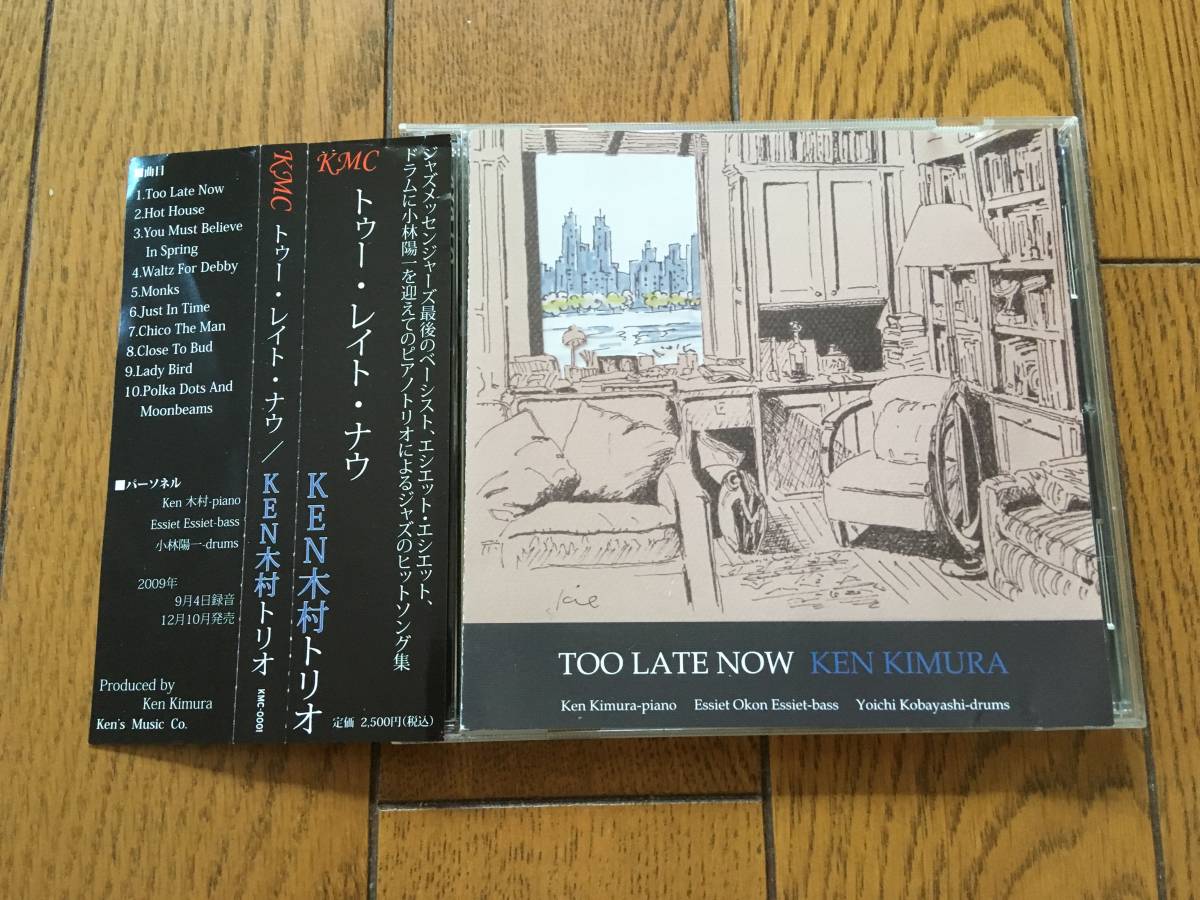 ■曲目
1.Too Late Now
2.Hot House
3.You Must Believe
In Spring
4.Waltz For Debby
5.Monks
6.Just In Time
7.Chico The Man
8.Close To Bud
9.Lady Bird
10.Polka Dots And
Moonbeams
■パーソネル
Ken 木村-piano
Essiet Essiet-bass
小林陽一-drums
2009年
9月4日録音
12月10月発売
Produced by
Ken Kimura
Ken's Music Co.
KMC
トゥー・レイト・ナウ/KEN木村トリオ
KMC-0001
KMC
トゥー・レイト・ナウ
KEN木村トリオ
ジャズメッセンジャーズ最後のベーシスト、エシエット・エシエット、
ドラムに小林陽一を迎えてのピアノトリオによるジャズのヒットソング集
定価 2,500円(税込)
kie
TOO LATE NOW KEN KIMURA
Ken Kimura-piano Essiet Okon Essiet-bass Yoichi Kobayashi-drums